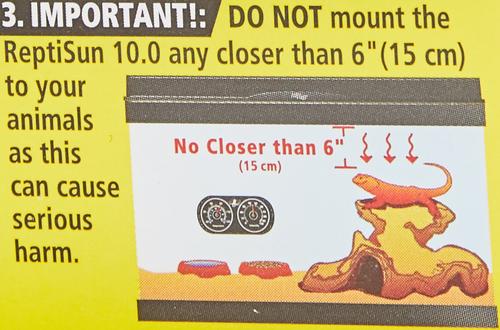 3. IMPORTANT!: DO NOT mount the
ReptiSun 10.0 any closer than 6" (15 cm)
to your
animals
as this
can cause
serious
harm.
No Closer than 6"
(15 cm)